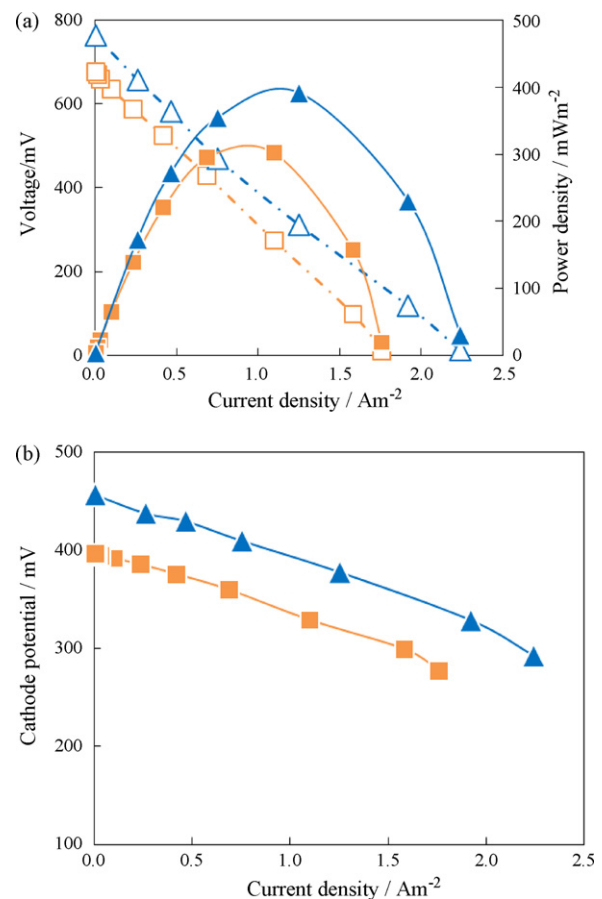 (a)
800
600
400
200
0
Voltage/mV
500
400
300
200
100
0
Power density / mWm⁻²
0.0 0.5 1.0 1.5 2.0 2.5
Current density / Am⁻²
(b)
500
400
300
200
100
Cathode potential / mV
0.0 0.5 1.0 1.5 2.0 2.5
Current density / Am⁻²